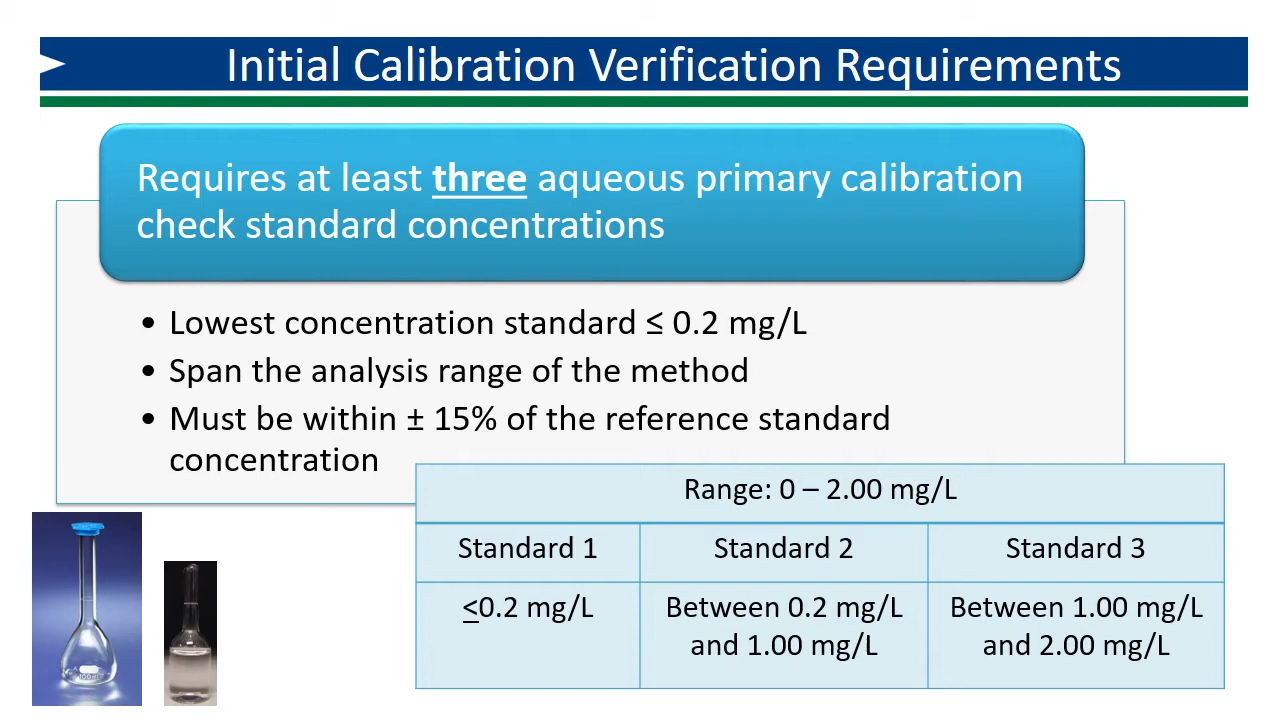 Initial Calibration Verification Requirements
Requires at least three aqueous primary calibration
check standard concentrations
• Lowest concentration standard ≤ 0.2 mg/L
• Span the analysis range of the method
• Must be within ± 15% of the reference standard
concentration
Range: 0 – 2.00 mg/L
Standard 1
Standard 2
Standard 3
<0.2 mg/L
Between 0.2 mg/L
and 1.00 mg/L
Between 1.00 mg/L
and 2.00 mg/L